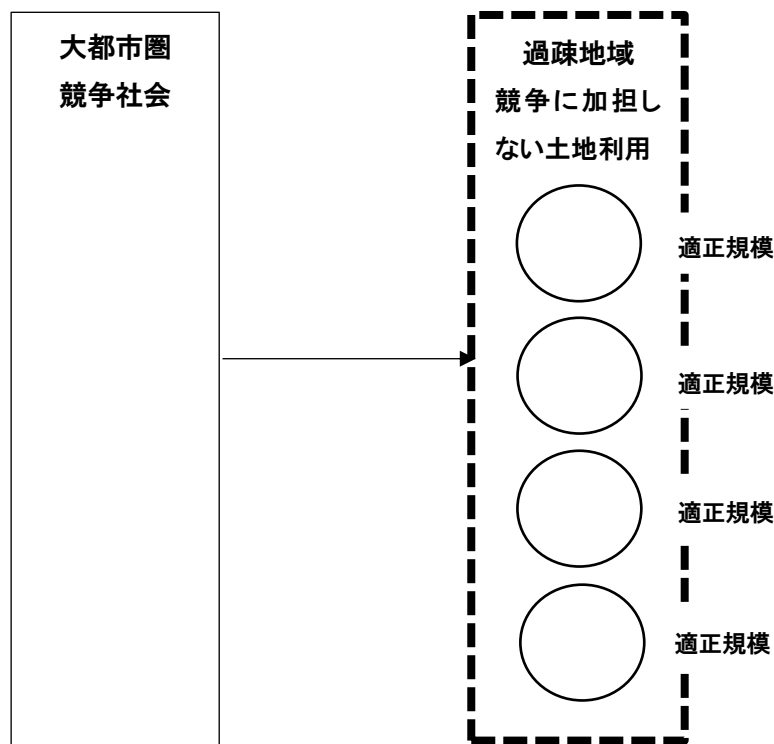 大都市圏
競争社会
過疎地域
競争に加担し
ない土地利用
適正規模
適正規模
適正規模
適正規模